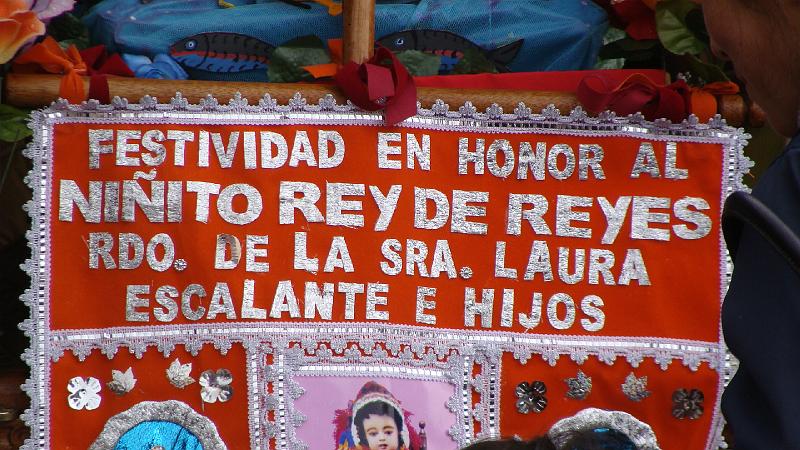 FESTIVIDAD EN HONOR AL
NIÑITO REY DE REYES
RDO. DE LA SRA. LAURA
ESCALANTE E HIJOS